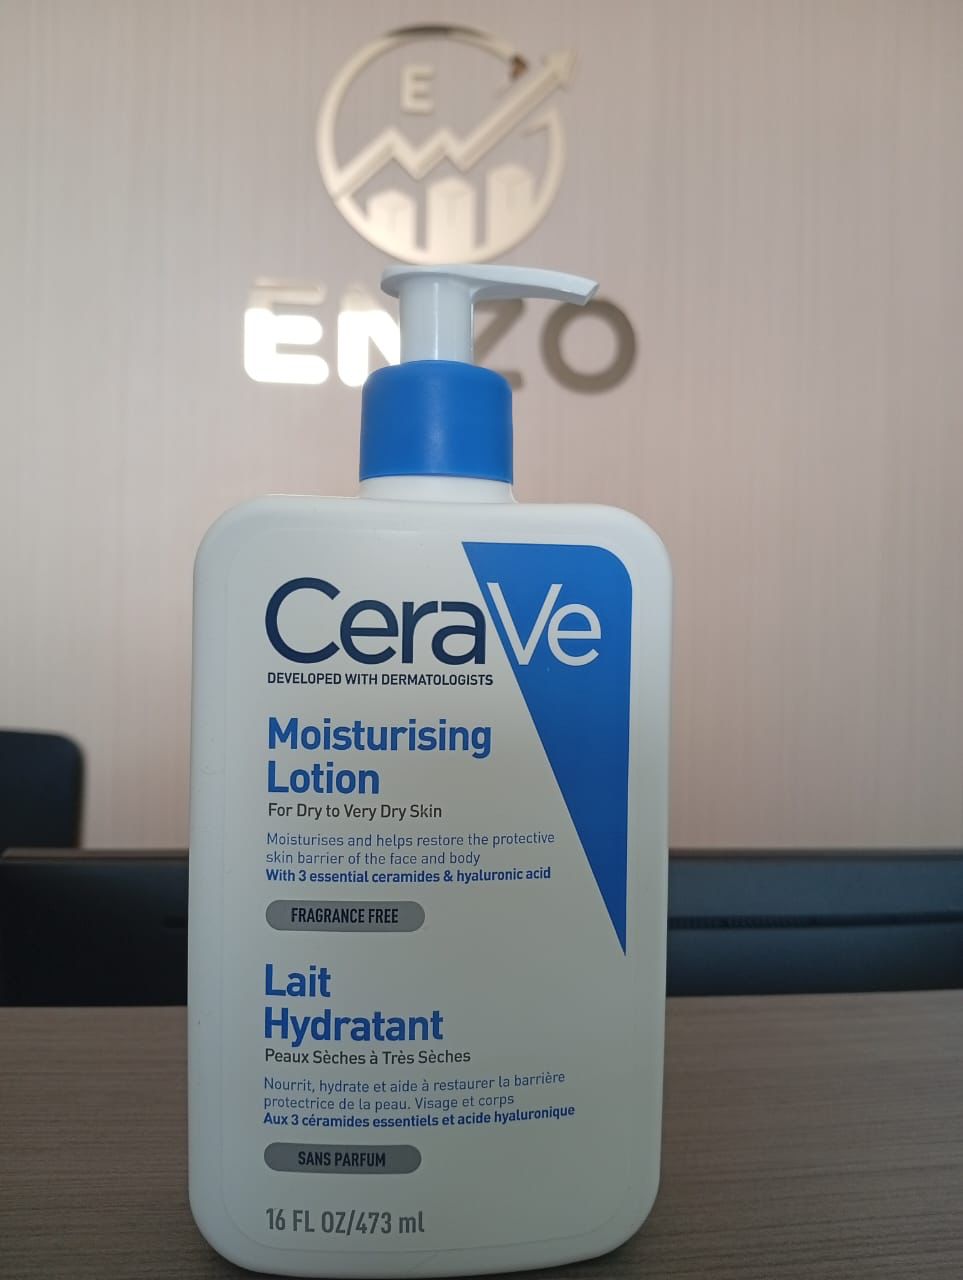 E
ENZO
CeraVe
DEVELOPED WITH DERMATOLOGISTS
Moisturising
Lotion
For Dry to Very Dry Skin
Moisturises and helps restore the protective
skin barrier of the face and body
With 3 essential ceramides & hyaluronic acid
FRAGRANCE FREE
Lait
Hydratant
Peaux Sèches à Très Sèches
Nourrit, hydrate et aide à restaurer la barrière
protectrice de la peau. Visage et corps
Aux 3 céramides essentiels et acide hyaluronique
SANS PARFUM
16 FL OZ/473 ml